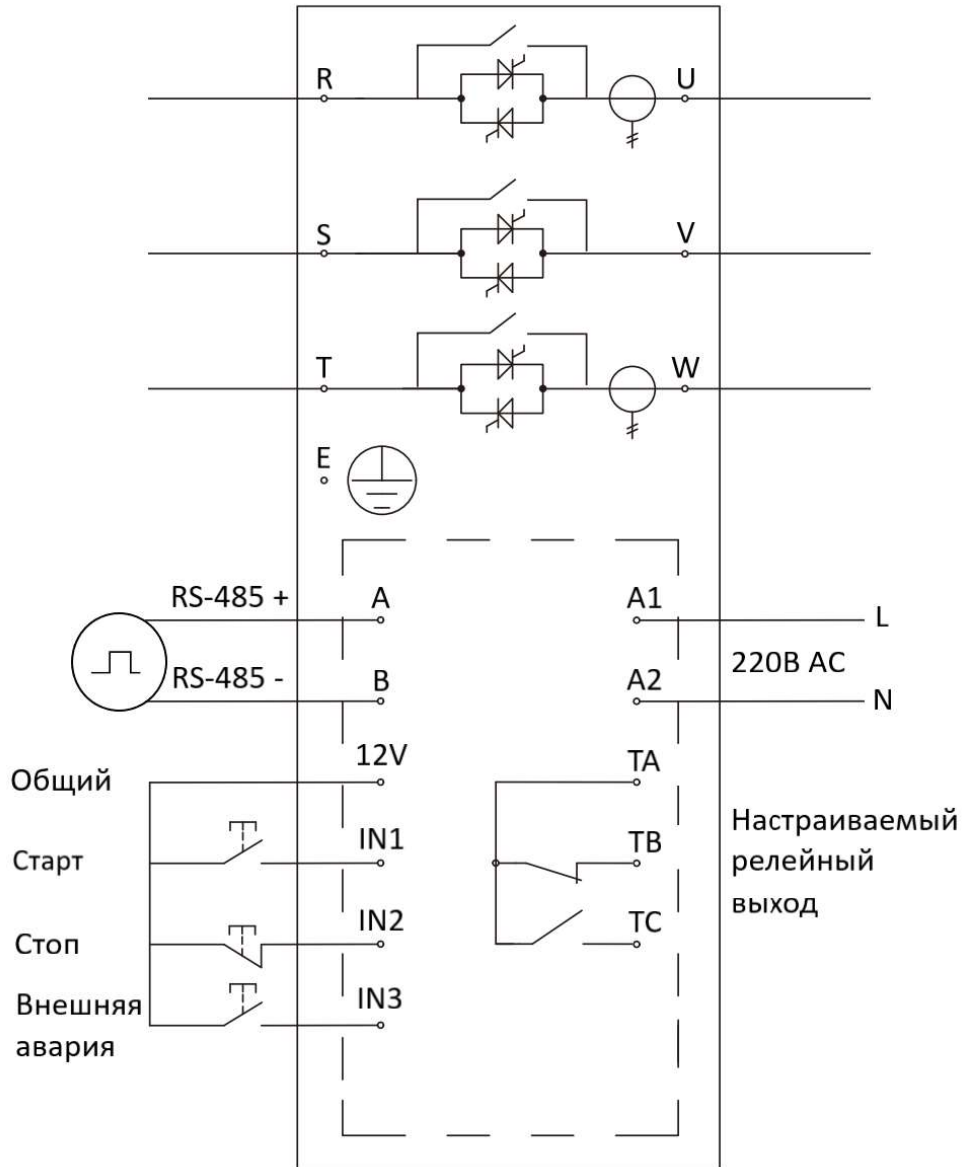 R
U
S
V
T
W
E
RS-485 +
A
A1
L
220В AC
RS-485 -
B
A2
N
12V
TA
Общий
Старт
IN1
TB
Настраиваемый
релейный
выход
Стоп
IN2
TC
Внешняя
авария
IN3